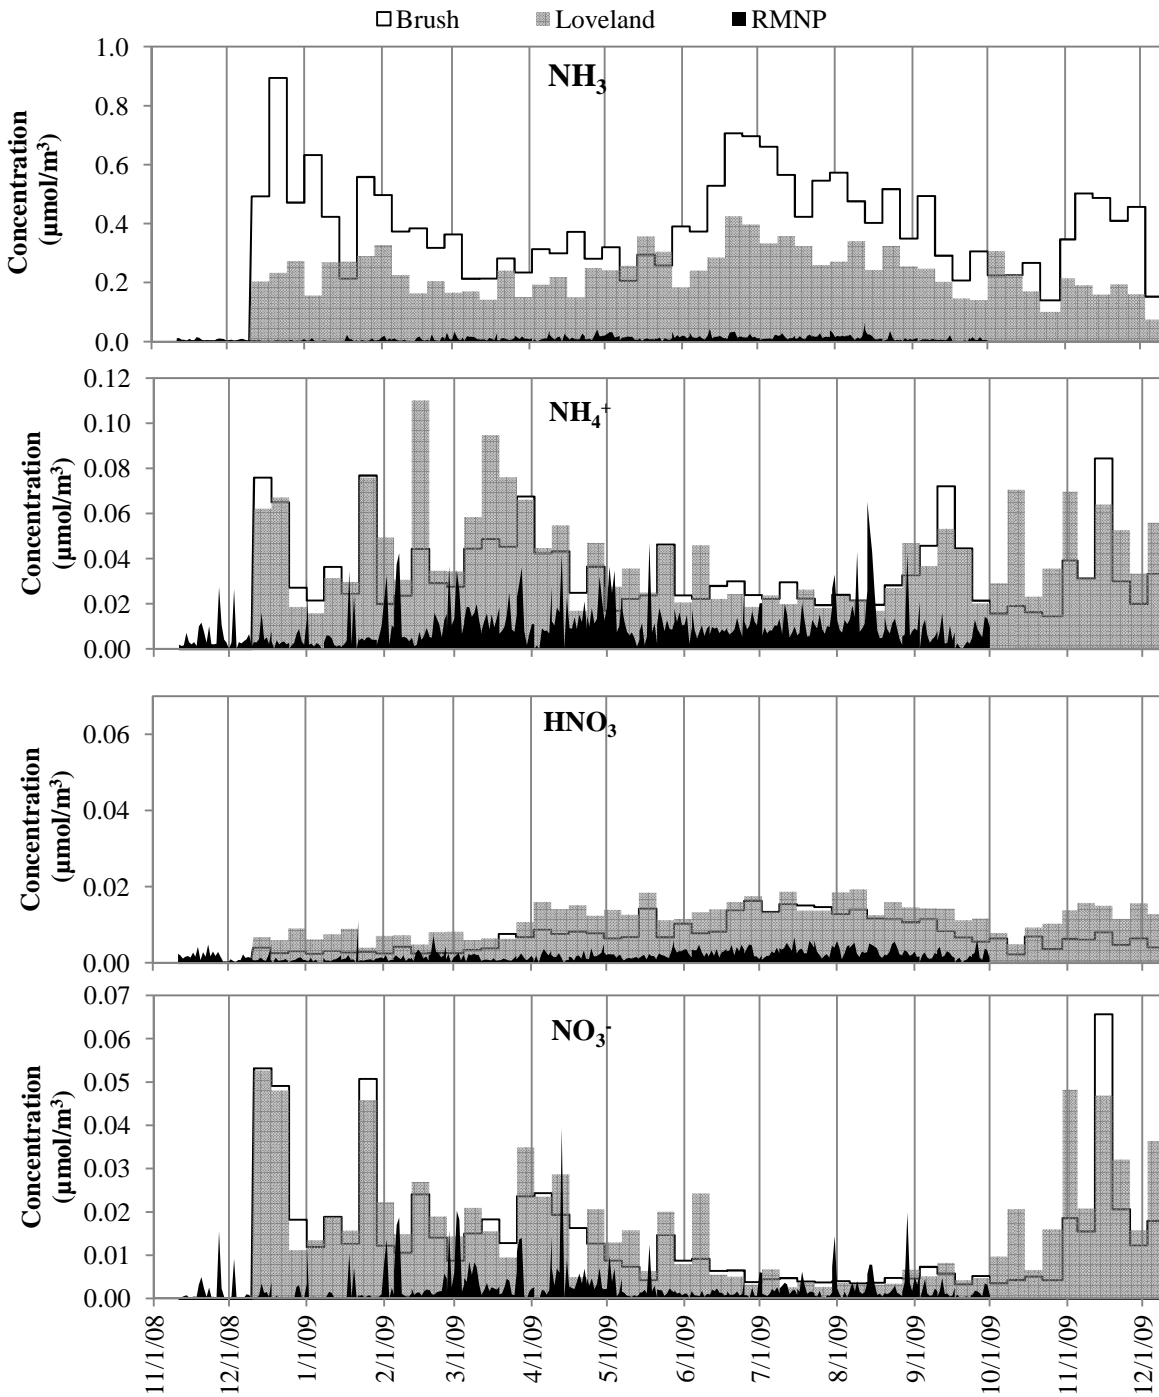 Brush Loveland RMNP
NH₃
Concentration
(µmol/m³)
1.0
0.8
0.6
0.4
0.2
0.0
11/1/08 12/1/08 1/1/09 2/1/09 3/1/09 4/1/09 5/1/09 6/1/09 7/1/09 8/1/09 9/1/09 10/1/09 11/1/09 12/1/09
NH₄⁺
Concentration
(µmol/m³)
0.12
0.10
0.08
0.06
0.04
0.02
0.00
HNO₃
Concentration
(µmol/m³)
0.06
0.04
0.02
0.00
NO₃⁻
Concentration
(µmol/m³)
0.07
0.06
0.05
0.04
0.03
0.02
0.01
0.00